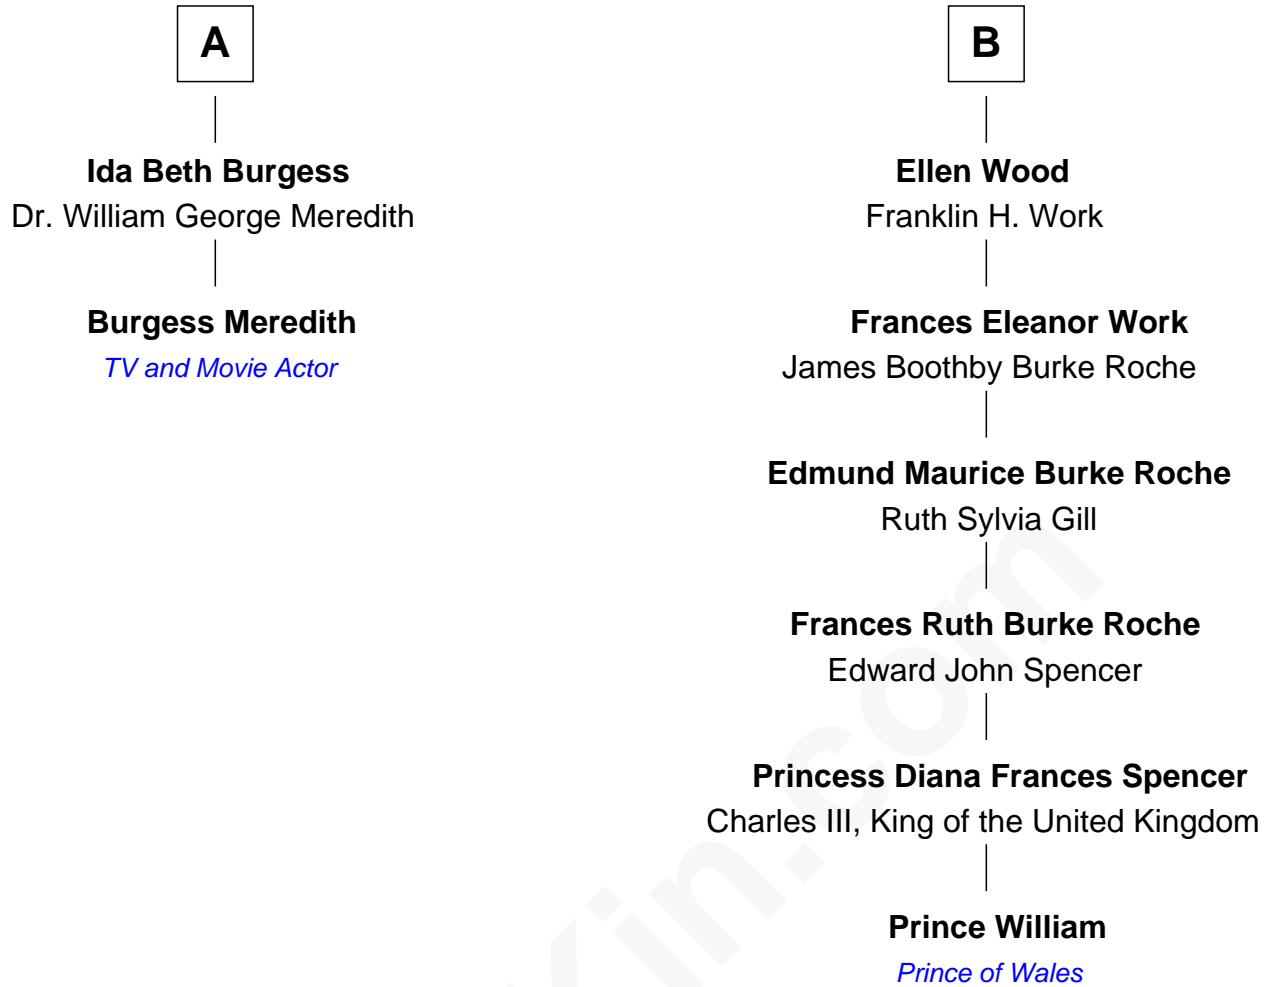 A
Ida Beth Burgess
Dr. William George Meredith
Burgess Meredith
TV and Movie Actor
B
Ellen Wood
Franklin H. Work
Frances Eleanor Work
James Boothby Burke Roche
Edmund Maurice Burke Roche
Ruth Sylvia Gill
Frances Ruth Burke Roche
Edward John Spencer
Princess Diana Frances Spencer
Charles III, King of the United Kingdom
Prince William
Prince of Wales
Kin.com